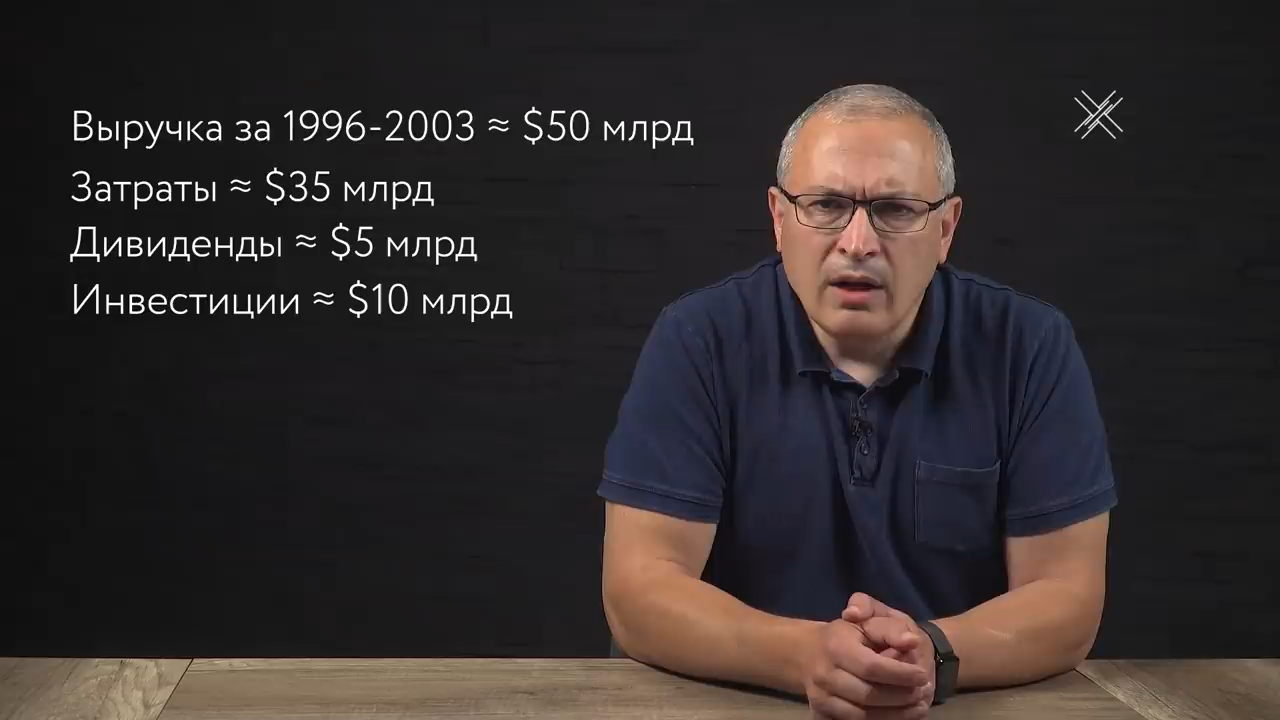 Выручка за 1996-2003 ≈ $50 млрд
Затраты ≈ $35 млрд
Дивиденды ≈ $5 млрд
Инвестиции ≈ $10 млрд